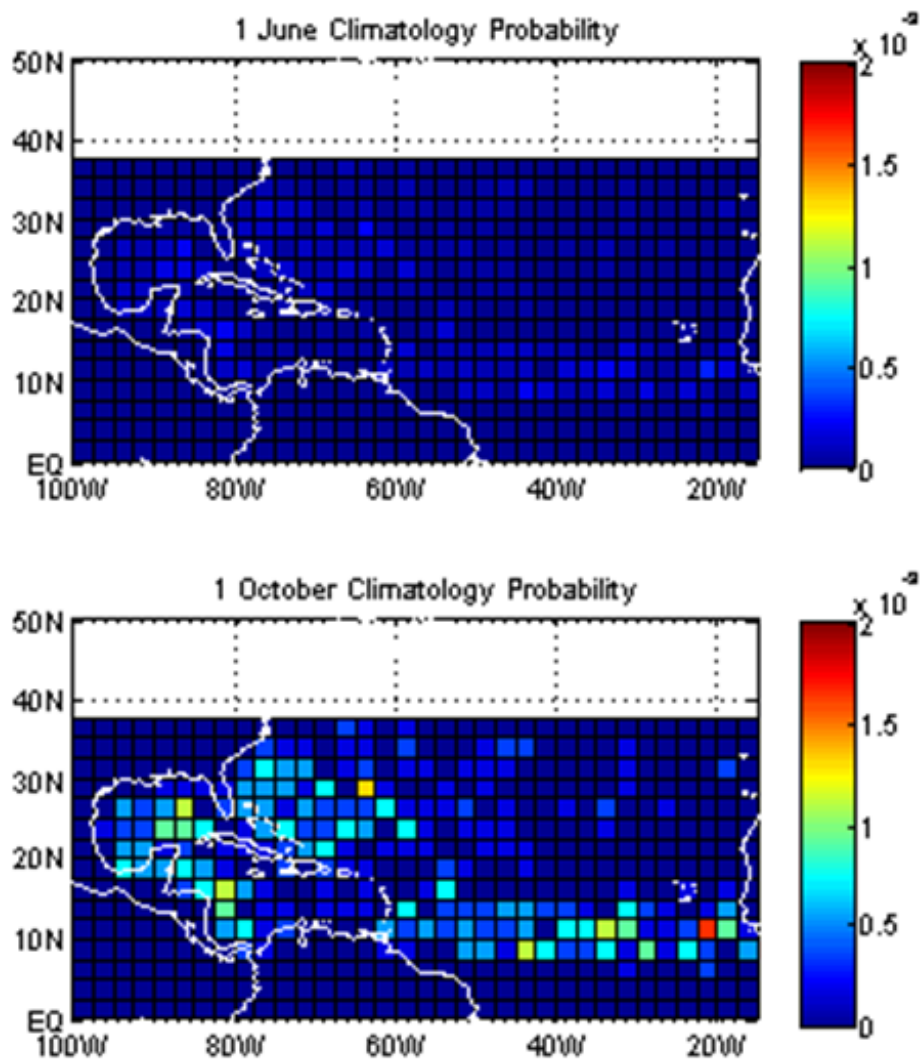 1 June Climatology Probability
x 10
50N
40N
30N
20N
10N
EQ
100W 80W 60W 40W 20W
2
1.5
1
0.5
0
1 October Climatology Probability
x 10
50N
40N
30N
20N
10N
EQ
100W 80W 60W 40W 20W
2
1.5
1
0.5
0